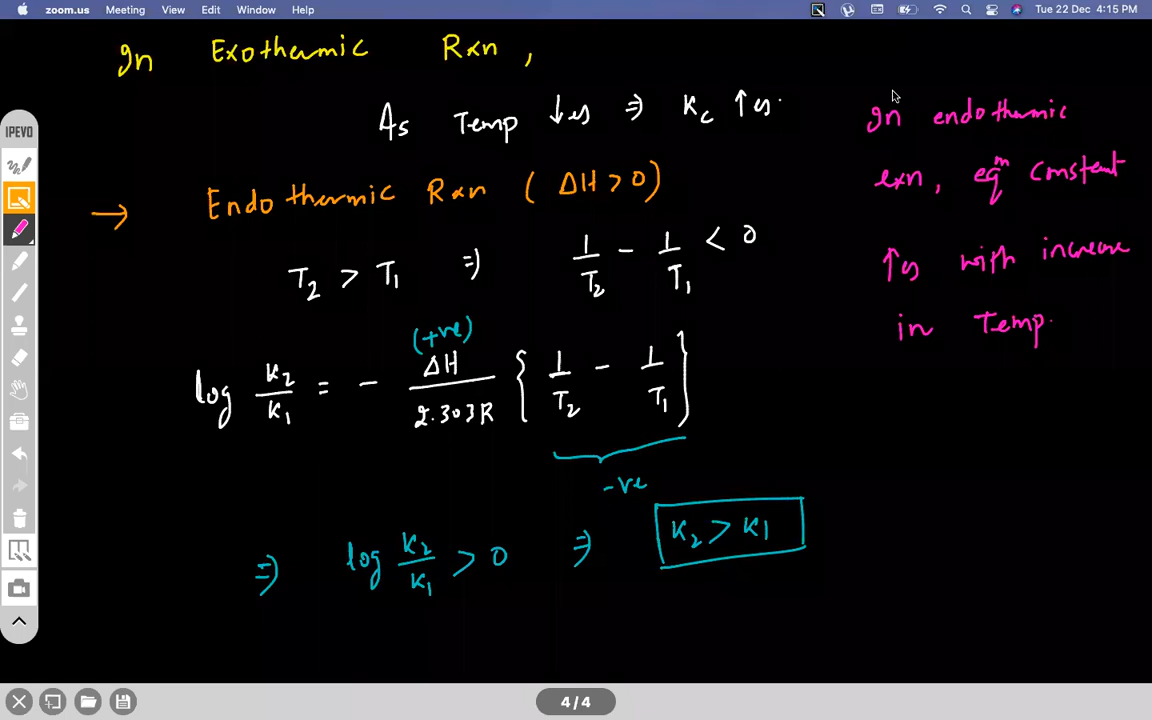 zoom.us Meeting View Edit Window Help Tue 22 Dec 4:15 PM
In Exothermic Rxn,
As Temp ↓es ⇒ Kc ↑es.
→ Endothermic Rxn ( ΔH > 0)
T2 > T1 ⇒ 1/T2 - 1/T1 < 0
(+ve)
log K2/K1 = - ΔH/2.303R { 1/T2 - 1/T1 }
-ve
⇒ log K2/K1 > 0 ⇒ K2 > K1
In endothermic
rxn, eqm constant
↑es with increase
in Temp.
IPEVO
4/4